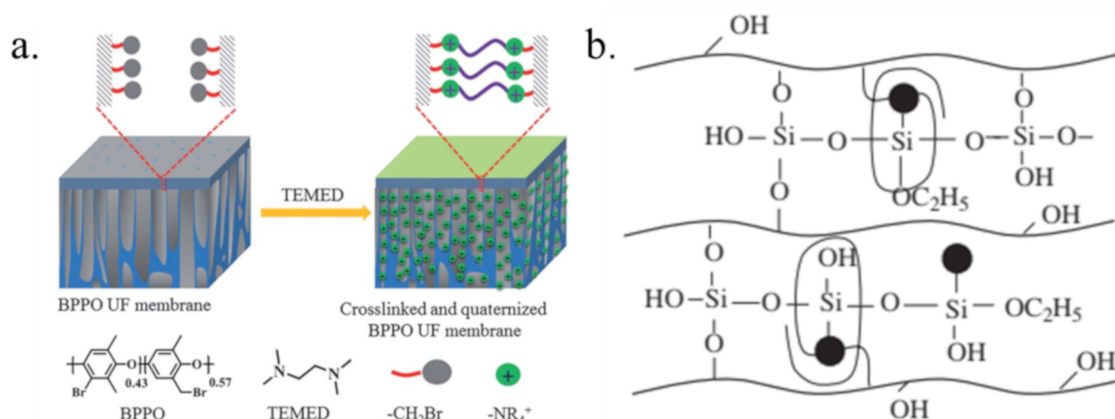 a.
TEMED
BPPO UF membrane
Crosslinked and quaternized
BPPO UF membrane
Br
O
0.43
O
0.57
Br
BPPO
N
N
TEMED
-CH₂Br
+
-NR₄⁺
b.
OH
O
O
HO
Si
O
Si
O
Si
O
O
OC₂H₅
OH
OH
O
OH
HO
Si
O
Si
O
Si
OC₂H₅
O
OH
OH
OH